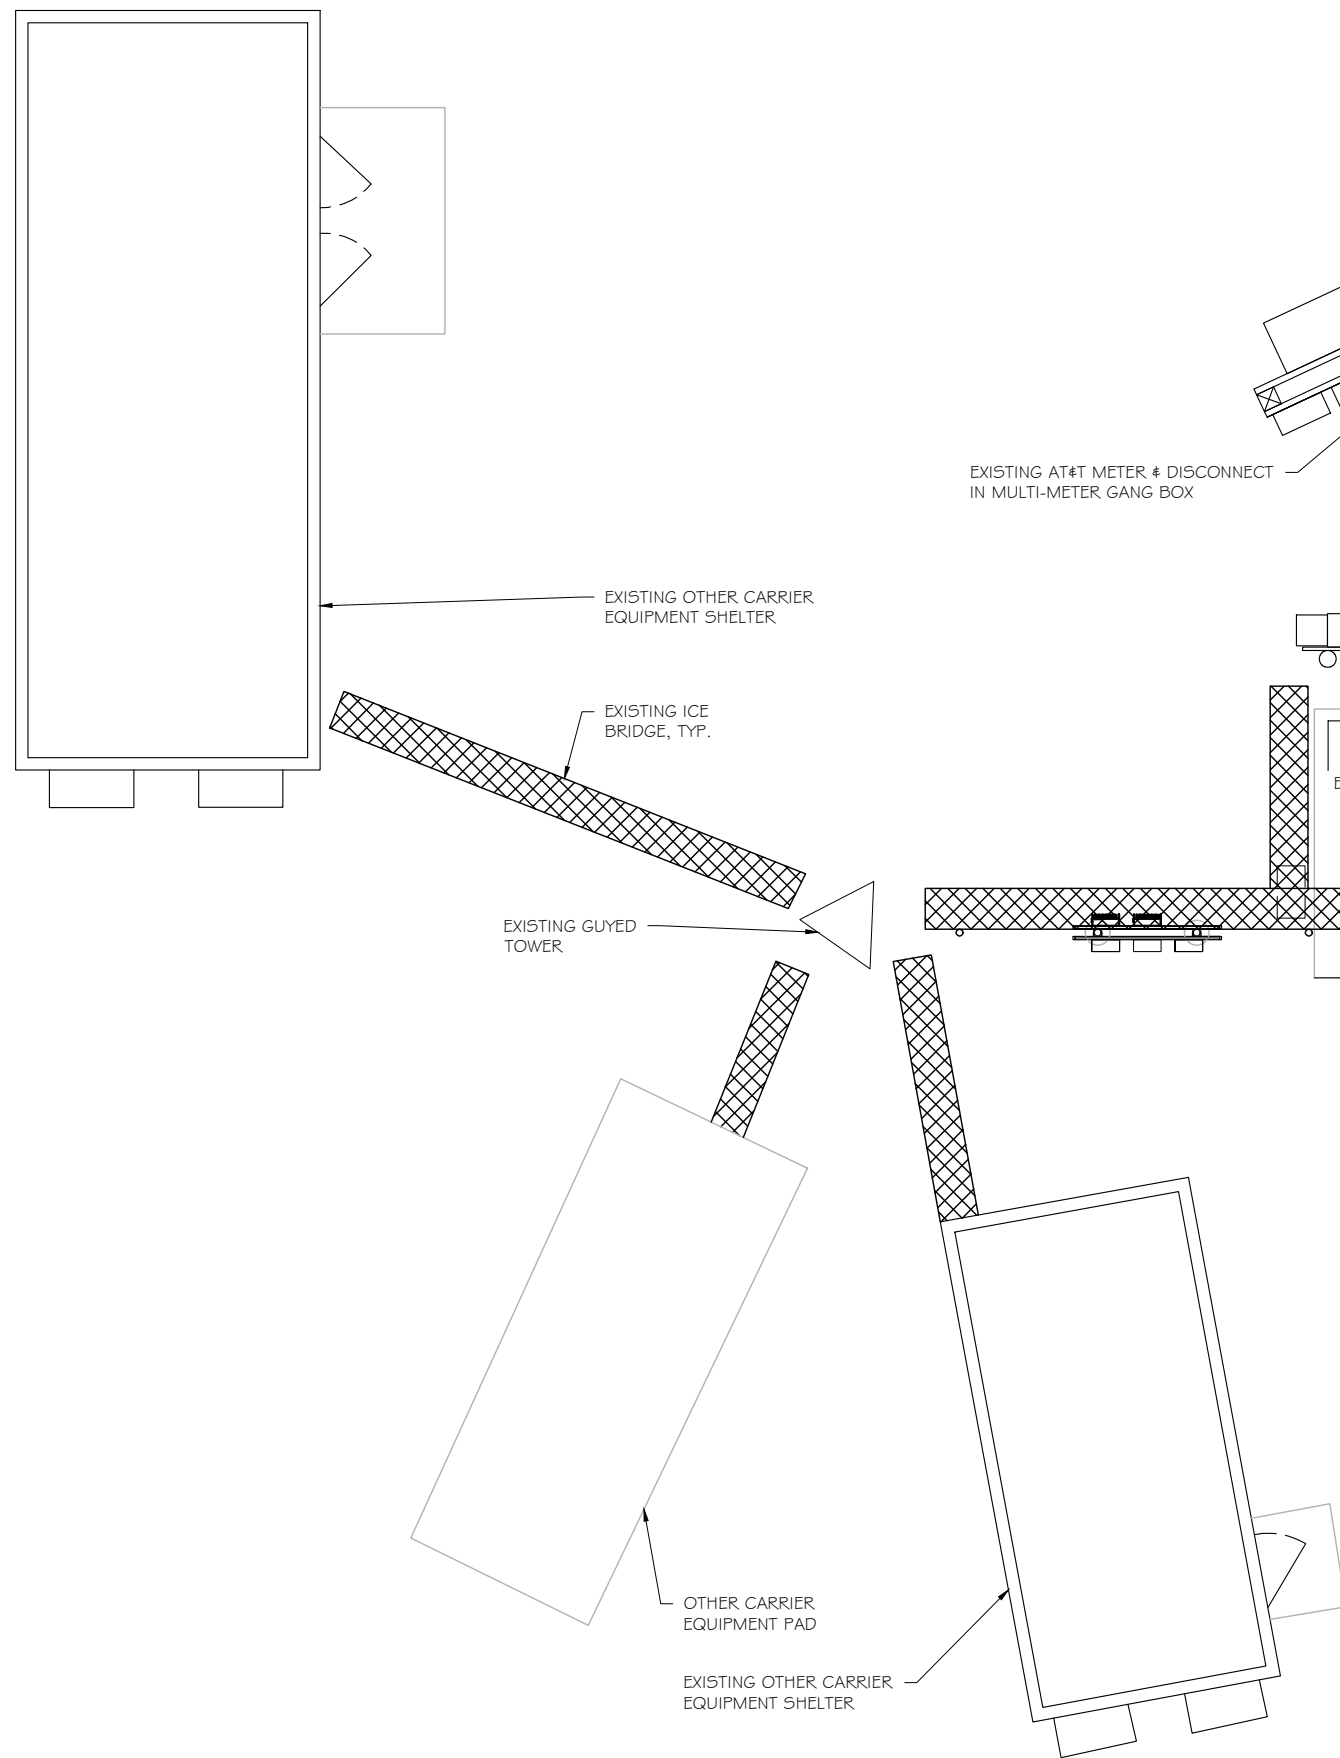 EXISTING AT&T METER & DISCONNECT
IN MULTI-METER GANG BOX
EXISTING OTHER CARRIER
EQUIPMENT SHELTER
EXISTING ICE
BRIDGE, TYP.
EXISTING GUYED
TOWER
OTHER CARRIER
EQUIPMENT PAD
EXISTING OTHER CARRIER
EQUIPMENT SHELTER